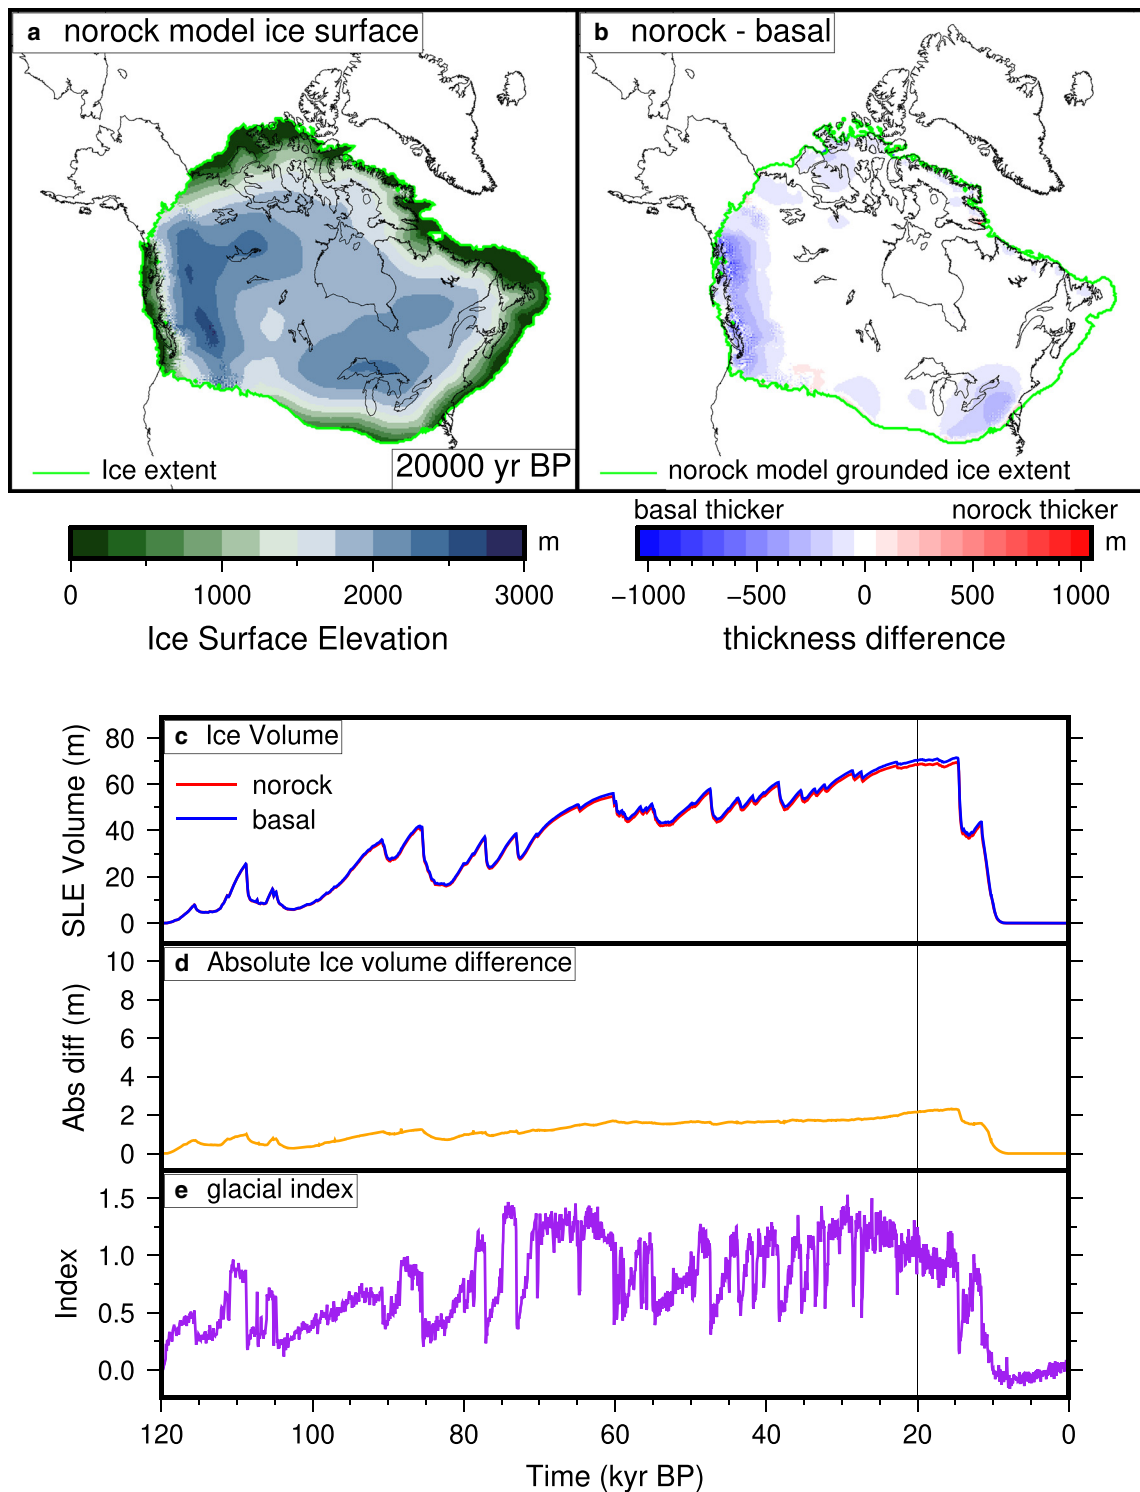 a norock model ice surface
b norock - basal
Ice extent
20000 yr BP
norock model grounded ice extent
basal thicker norock thicker
m
m
0 1000 2000 3000
−1000 −500 0 500 1000
Ice Surface Elevation
thickness difference
c Ice Volume
norock
basal
SLE Volume (m)
80
60
40
20
0
d Absolute Ice volume difference
Abs diff (m)
10
8
6
4
2
0
e glacial index
Index
1.5
1.0
0.5
0.0
120 100 80 60 40 20 0
Time (kyr BP)